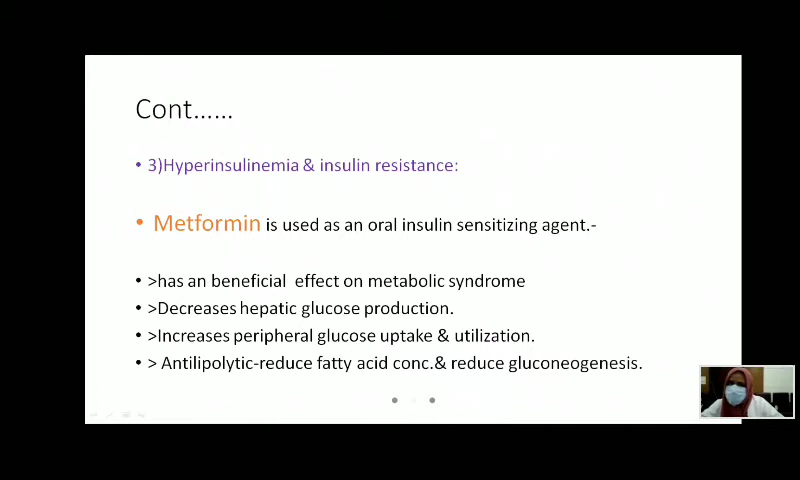 Cont......
• 3)Hyperinsulinemia & insulin resistance:
• Metformin is used as an oral insulin sensitizing agent.-
• >has an beneficial effect on metabolic syndrome
• >Decreases hepatic glucose production.
• >Increases peripheral glucose uptake & utilization.
• > Antilipolytic-reduce fatty acid conc.& reduce gluconeogenesis.